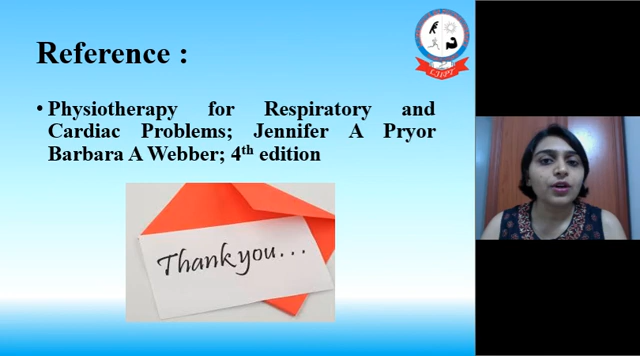 Reference :
• Physiotherapy for Respiratory and
Cardiac Problems; Jennifer A Pryor
Barbara A Webber; 4th edition
Thank you...